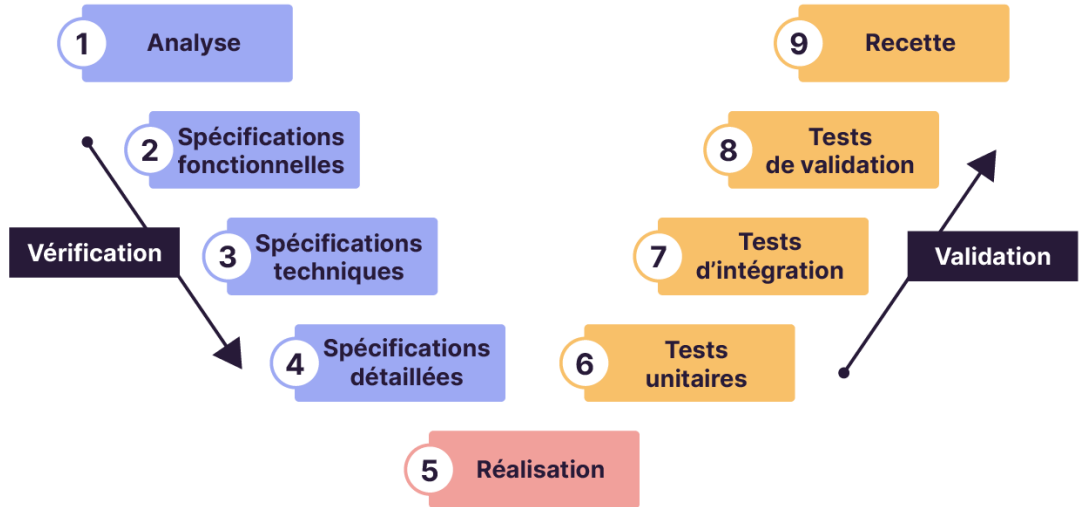 1
Analyse
2
Spécifications
fonctionnelles
Vérification
3
Spécifications
techniques
4
Spécifications
détaillées
5
Réalisation
6
Tests
unitaires
7
Tests
d’intégration
Validation
8
Tests
de validation
9
Recette